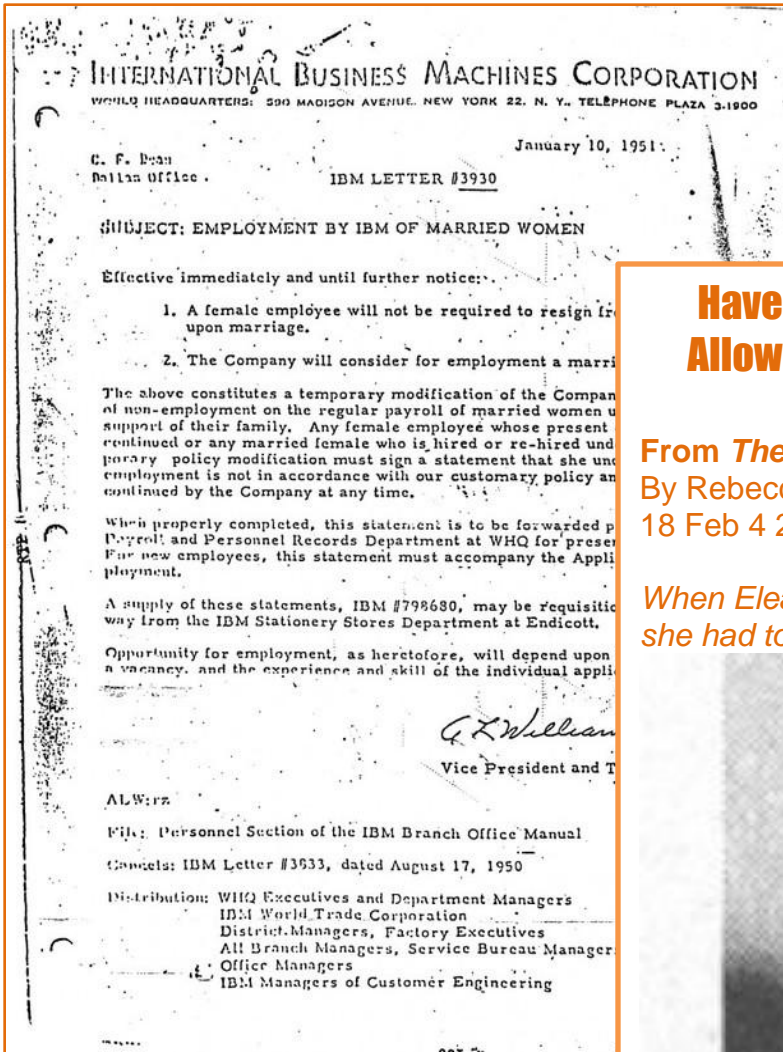 INTERNATIONAL BUSINESS MACHINES CORPORATION
WORLD HEADQUARTERS: 590 MADISON AVENUE. NEW YORK 22. N. Y., TELEPHONE PLAZA 3-1900
January 10, 1951
C. F. Dean
Dallas Office
IBM LETTER #3930
SUBJECT: EMPLOYMENT BY IBM OF MARRIED WOMEN
Effective immediately and until further notice:
1. A female employee will not be required to resign fr
upon marriage.
2. The Company will consider for employment a marri
The above constitutes a temporary modification of the Compan
of non-employment on the regular payroll of married women u
support of their family. Any female employee whose present
continued or any married female who is hired or re-hired und
porary policy modification must sign a statement that she und
employment is not in accordance with our customary policy an
continued by the Company at any time.
When properly completed, this statement is to be forwarded p
Payroll and Personnel Records Department at WHQ for preser
For new employees, this statement must accompany the Appli
ployment.
A supply of these statements, IBM #798680, may be requisitio
way from the IBM Stationery Stores Department at Endicott.
Opportunity for employment, as heretofore, will depend upon
a vacancy, and the experience and skill of the individual appli
A L William
Vice President and T
ALW:rz
File: Personnel Section of the IBM Branch Office Manual
Cancels: IBM Letter #3833, dated August 17, 1950
Distribution: WHQ Executives and Department Managers
IBM World Trade Corporation
District Managers, Factory Executives
All Branch Managers, Service Bureau Manager
Office Managers
IBM Managers of Customer Engineering
Have
Allow
From The
By Rebecc
18 Feb 4 2
When Elea
she had to